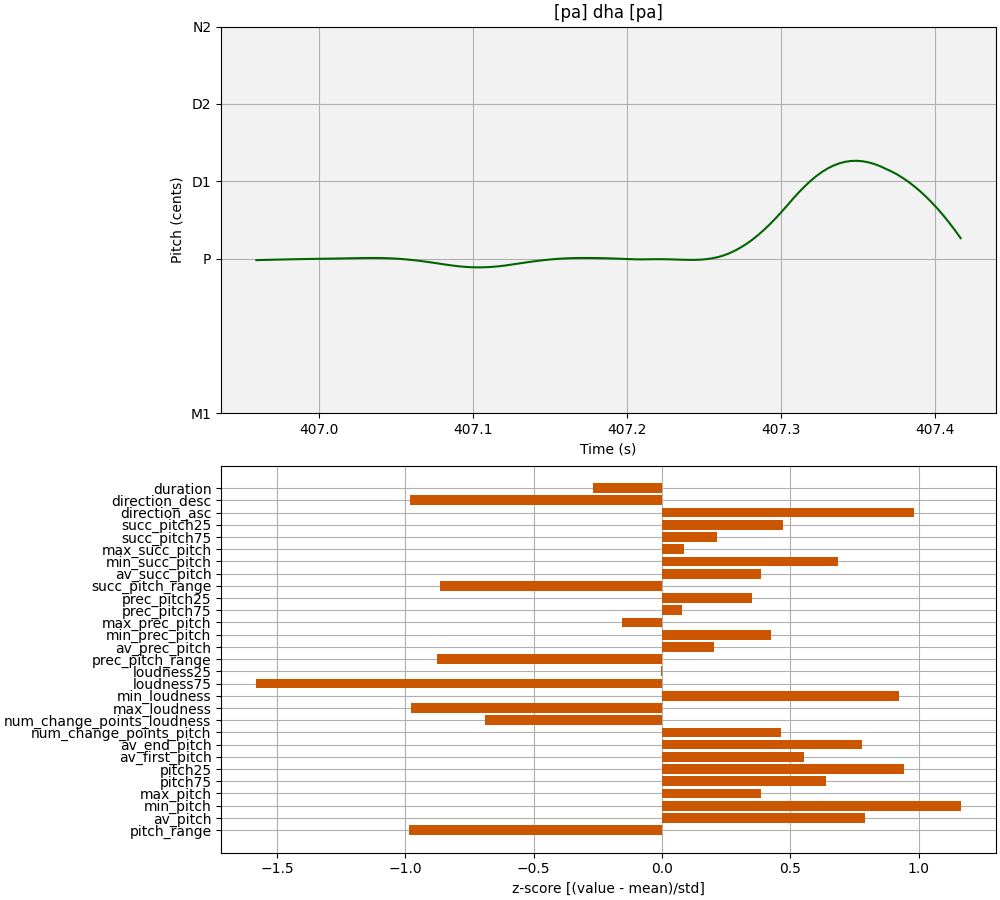 [pa] dha [pa]
N2
D2
D1
P
M1
Pitch (cents)
407.0 407.1 407.2 407.3 407.4
Time (s)
duration
direction_desc
direction_asc
succ_pitch25
succ_pitch75
max_succ_pitch
min_succ_pitch
av_succ_pitch
succ_pitch_range
prec_pitch25
prec_pitch75
max_prec_pitch
min_prec_pitch
av_prec_pitch
prec_pitch_range
loudness25
loudness75
min_loudness
max_loudness
num_change_points_loudness
num_change_points_pitch
av_end_pitch
av_first_pitch
pitch25
pitch75
max_pitch
min_pitch
av_pitch
pitch_range
−1.5 −1.0 −0.5 0.0 0.5 1.0
z-score [(value - mean)/std]